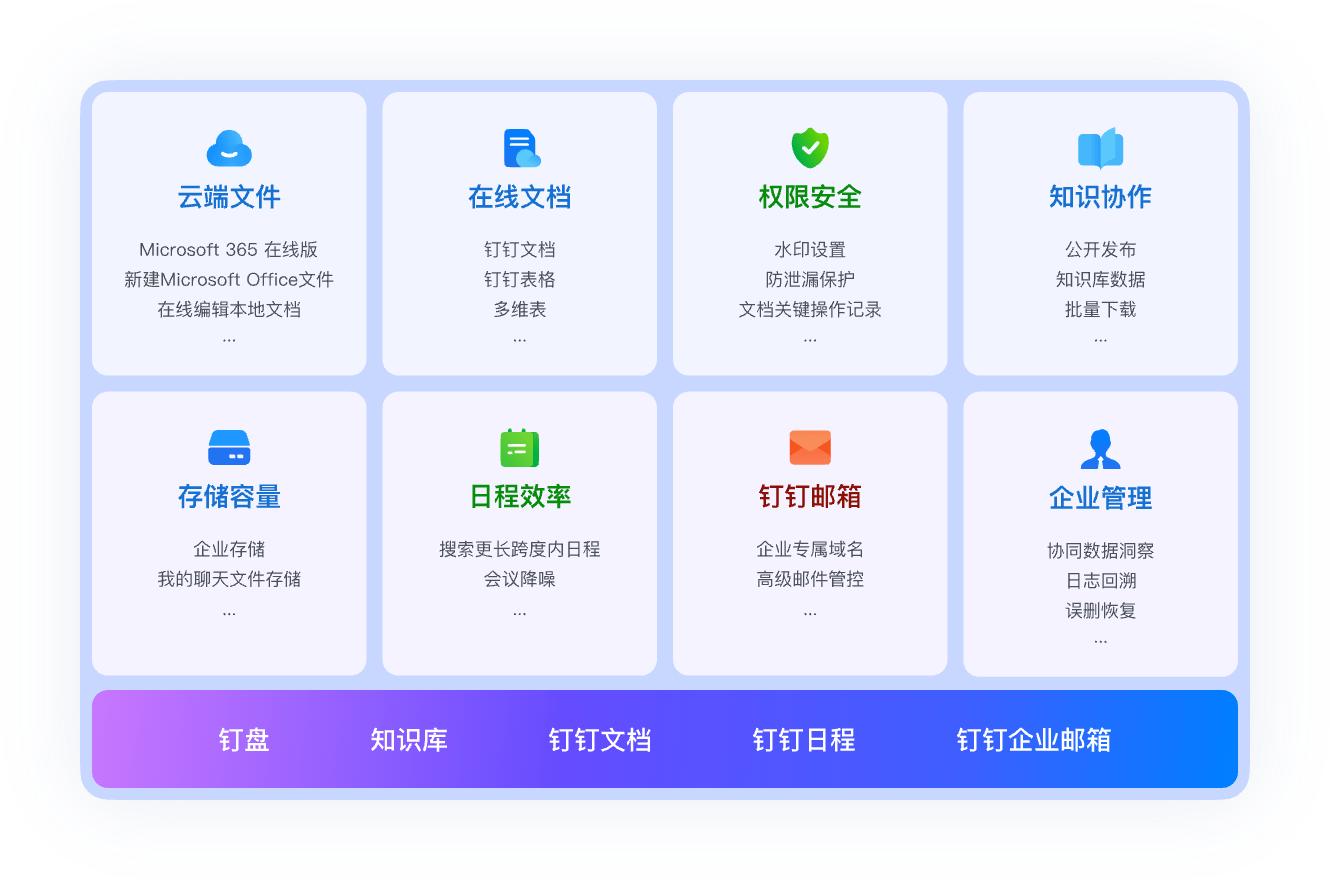 云端文件
Microsoft 365 在线版
新建Microsoft Office文件
在线编辑本地文档
...
在线文档
钉钉文档
钉钉表格
多维表
...
权限安全
水印设置
防泄漏保护
文档关键操作记录
...
知识协作
公开发布
知识库数据
批量下载
...
存储容量
企业存储
我的聊天文件存储
...
日程效率
搜索更长跨度内日程
会议降噪
...
钉钉邮箱
企业专属域名
高级邮件管控
...
企业管理
协同数据洞察
日志回溯
误删恢复
...
钉盘 知识库 钉钉文档 钉钉日程 钉钉企业邮箱